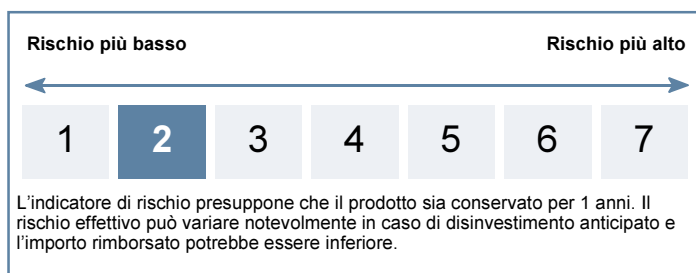 Rischio più basso Rischio più alto
1 2 3 4 5 6 7
L'indicatore di rischio presuppone che il prodotto sia conservato per 1 anni. Il
rischio effettivo può variare notevolmente in caso di disinvestimento anticipato e
l'importo rimborsato potrebbe essere inferiore.